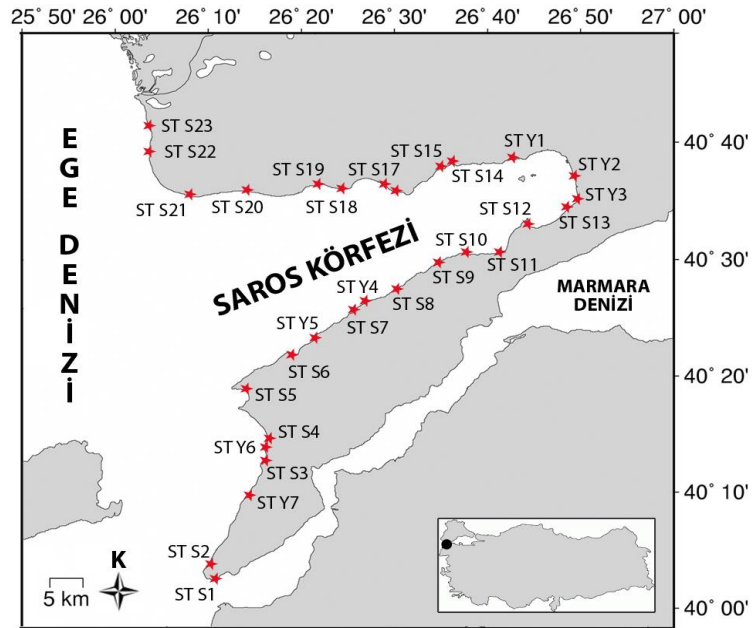 25° 50' 26° 00' 26° 10' 26° 20' 26° 30' 26° 40' 26° 50' 27° 00'
ST S23
ST S22
ST S21
ST S20
ST S19
ST S18
ST S17
ST S15
ST S14
ST Y1
ST Y2
ST Y3
ST S13
ST S12
ST S11
ST S10
ST S9
ST S8
ST Y4
ST S7
ST Y5
ST S6
ST S5
ST S4
ST Y6
ST S3
ST Y7
ST S2
ST S1
EGE DENİZİ
SAROS KÖRFEZİ
MARMARA
DENİZİ
40° 40'
40° 30'
40° 20'
40° 10'
40° 00'
K
5 km